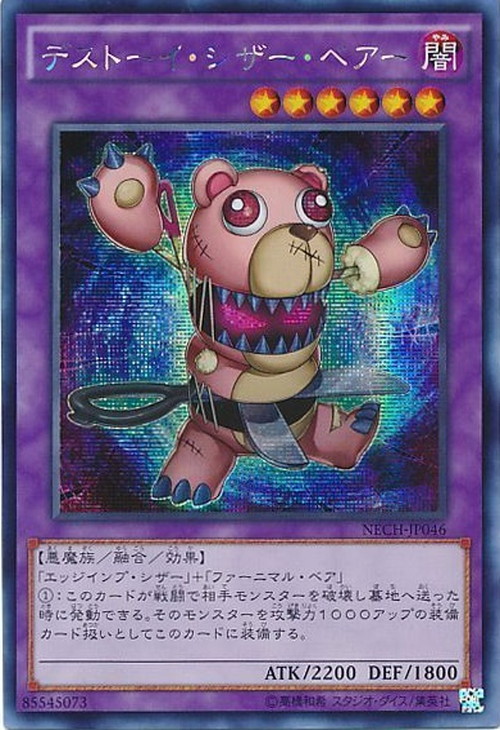 デストーイ・シザー・ベアー
闇
NECH-JP046
【悪魔族/融合/効果】
「エッジインプ・シザー」+「ファーニマル・ベア」
①:このカードが戦闘で相手モンスターを破壊し墓地へ送った
時に発動できる。そのモンスターを攻撃力1000アップの装備
カード扱いとしてこのカードに装備する。
ATK/2200 DEF/1800
85545073
©高橋和希 スタジオ・ダイス/集英社